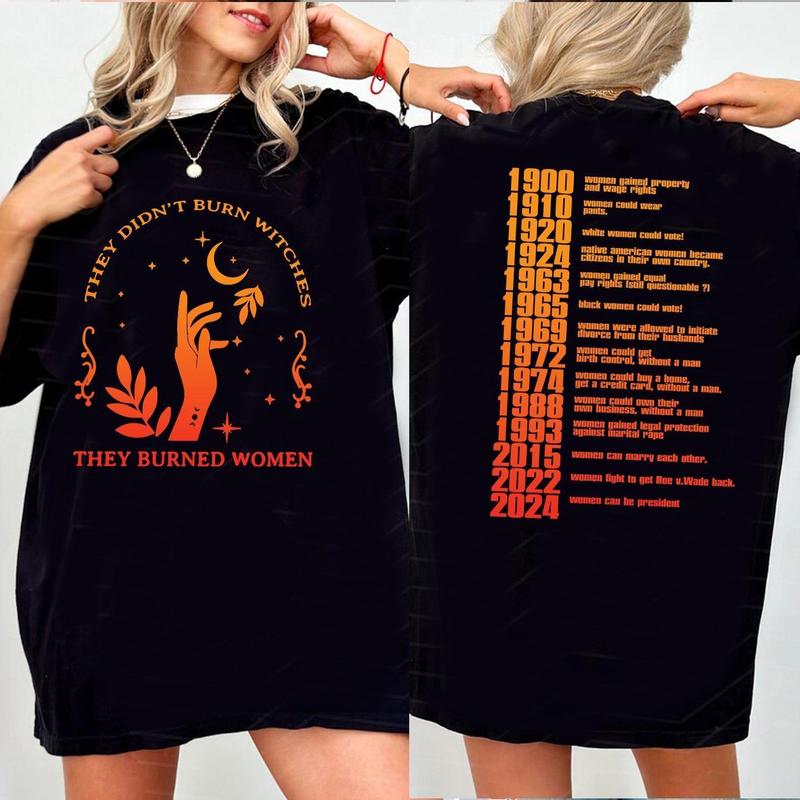 THEY DIDN'T BURN WITCHES
THEY BURNED WOMEN
1900 women gained property
and wage rights
1910 women could wear
pants.
1920 white women could vote!
1924 native american women became
citizens in their own country.
1963 women gained equal
pay rights (still questionable ?)
1965 black women could vote!
1969 women were allowed to initiate
divorce from their husbands
1972 women could get
birth control, without a man
1974 women could buy a home,
get a credit card, without a man.
1988 women could own their
own business, without a man
1993 women gained legal protection
against marital rape
2015 women can marry each other.
2022 women fight to get Roe v.Wade back.
2024 women can be president